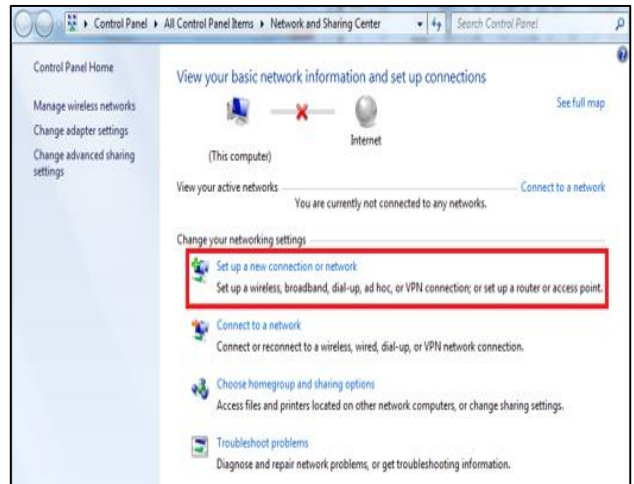 Control Panel ▸ All Control Panel Items ▸ Network and Sharing Center
Search Control Panel
Control Panel Home
Manage wireless networks
Change adapter settings
Change advanced sharing
settings
View your basic network information and set up connections
See full map
(This computer)
Internet
View your active networks
Connect to a network
You are currently not connected to any networks.
Change your networking settings
Set up a new connection or network
Set up a wireless, broadband, dial-up, ad hoc, or VPN connection; or set up a router or access point.
Connect to a network
Connect or reconnect to a wireless, wired, dial-up, or VPN network connection.
Choose homegroup and sharing options
Access files and printers located on other network computers, or change sharing settings.
Troubleshoot problems
Diagnose and repair network problems, or get troubleshooting information.